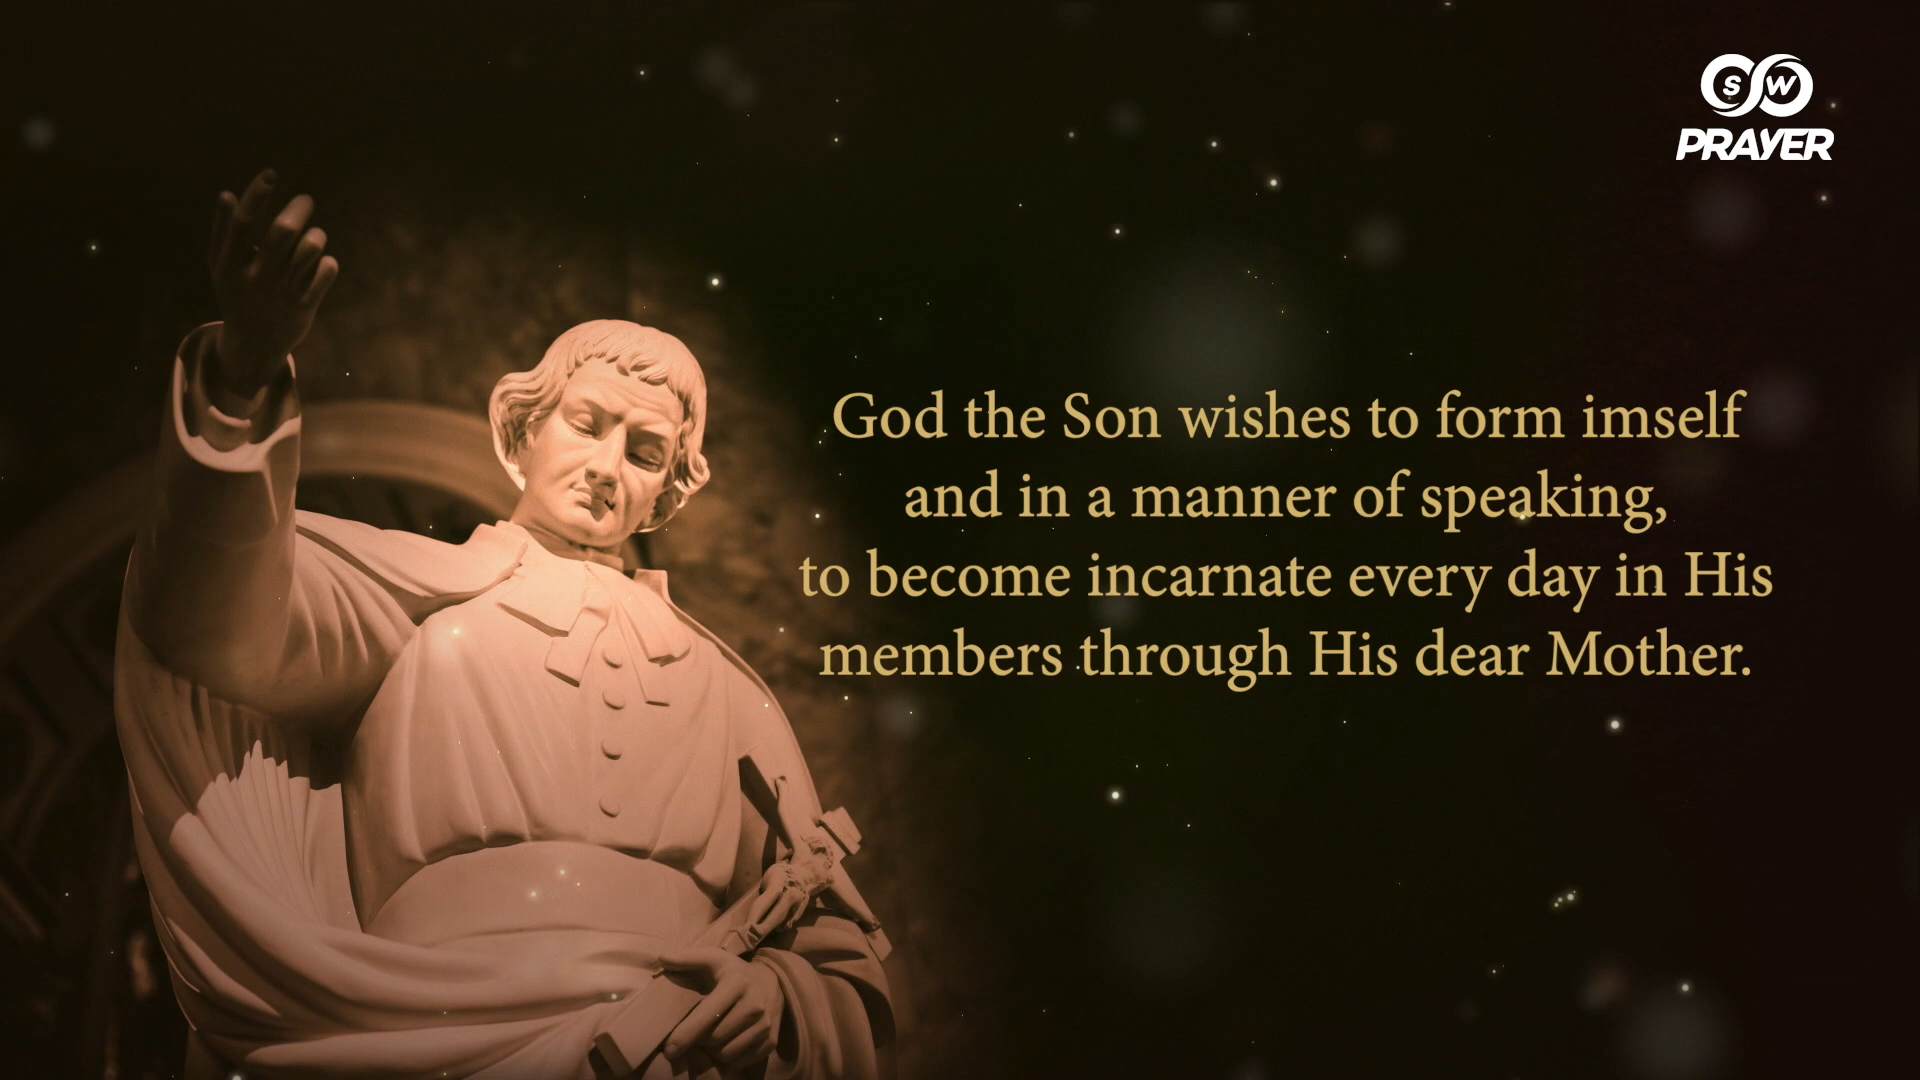 SW
PRAYER
God the Son wishes to form imself
and in a manner of speaking,
to become incarnate every day in His
members through His dear Mother.